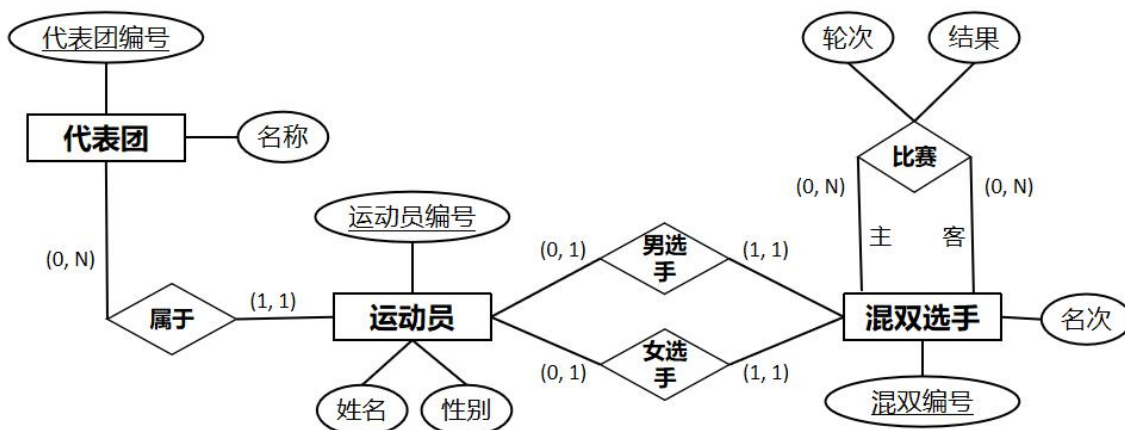 代表团编号
轮次
结果
代表团
名称
比赛
(0, N)
(0, N)
运动员编号
主
客
(0, N)
(0, 1)
男选
手
(1, 1)
(1, 1)
属于
运动员
混双选手
名次
(0, 1)
女选
手
(1, 1)
姓名
性别
混双编号